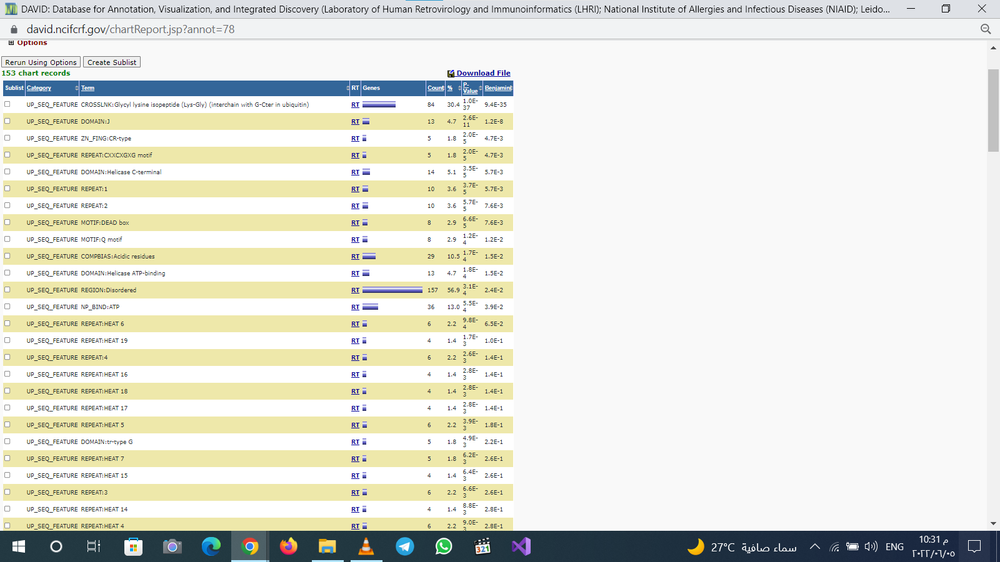 DAVID: Database for Annotation, Visualization, and Integrated Discovery (Laboratory of Human Retrovirology and Immunoinformatics (LHRI); National Institute of Allergies and Infectious Diseases (NIAID); Leido...
david.ncifcrf.gov/chartReport.jsp?annot=78
Options
Rerun Using Options Create Sublist
153 chart records Download File
Sublist Category Term RT Genes Count % P-Value Benjamini
UP_SEQ_FEATURE CROSSLNK:Glycyl lysine isopeptide (Lys-Gly) (interchain with G-Cter in ubiquitin) RT 84 30.4 1.0E-37 9.4E-35
UP_SEQ_FEATURE DOMAIN:J RT 13 4.7 2.6E-11 1.2E-8
UP_SEQ_FEATURE ZN_FING:CR-type RT 5 1.8 2.0E-5 4.7E-3
UP_SEQ_FEATURE REPEAT:CXXCXGXG motif RT 5 1.8 2.0E-5 4.7E-3
UP_SEQ_FEATURE DOMAIN:Helicase C-terminal RT 14 5.1 3.5E-5 5.7E-3
UP_SEQ_FEATURE REPEAT:1 RT 10 3.6 3.7E-5 5.7E-3
UP_SEQ_FEATURE REPEAT:2 RT 10 3.6 5.7E-5 7.6E-3
UP_SEQ_FEATURE MOTIF:DEAD box RT 8 2.9 6.6E-5 7.6E-3
UP_SEQ_FEATURE MOTIF:Q motif RT 8 2.9 1.2E-4 1.2E-2
UP_SEQ_FEATURE COMPBIAS:Acidic residues RT 29 10.5 1.7E-4 1.5E-2
UP_SEQ_FEATURE DOMAIN:Helicase ATP-binding RT 13 4.7 1.8E-4 1.5E-2
UP_SEQ_FEATURE REGION:Disordered RT 157 56.9 3.1E-4 2.4E-2
UP_SEQ_FEATURE NP_BIND:ATP RT 36 13.0 5.5E-4 3.9E-2
UP_SEQ_FEATURE REPEAT:HEAT 6 RT 6 2.2 9.8E-4 6.5E-2
UP_SEQ_FEATURE REPEAT:HEAT 19 RT 4 1.4 1.7E-3 1.0E-1
UP_SEQ_FEATURE REPEAT:4 RT 6 2.2 2.6E-3 1.4E-1
UP_SEQ_FEATURE REPEAT:HEAT 16 RT 4 1.4 2.8E-3 1.4E-1
UP_SEQ_FEATURE REPEAT:HEAT 18 RT 4 1.4 2.8E-3 1.4E-1
UP_SEQ_FEATURE REPEAT:HEAT 17 RT 4 1.4 2.8E-3 1.4E-1
UP_SEQ_FEATURE REPEAT:HEAT 5 RT 6 2.2 3.9E-3 1.8E-1
UP_SEQ_FEATURE DOMAIN:tr-type G RT 5 1.8 4.9E-3 2.2E-1
UP_SEQ_FEATURE REPEAT:HEAT 7 RT 5 1.8 6.2E-3 2.6E-1
UP_SEQ_FEATURE REPEAT:HEAT 15 RT 4 1.4 6.4E-3 2.6E-1
UP_SEQ_FEATURE REPEAT:3 RT 6 2.2 6.6E-3 2.6E-1
UP_SEQ_FEATURE REPEAT:HEAT 14 RT 4 1.4 8.8E-3 2.8E-1
UP_SEQ_FEATURE REPEAT:HEAT 4 RT 6 2.2 9.0E-3 2.8E-1
321
27°C سماء صافية ENG 10:31 م
٢٠٢٢/٠٦/٠٥